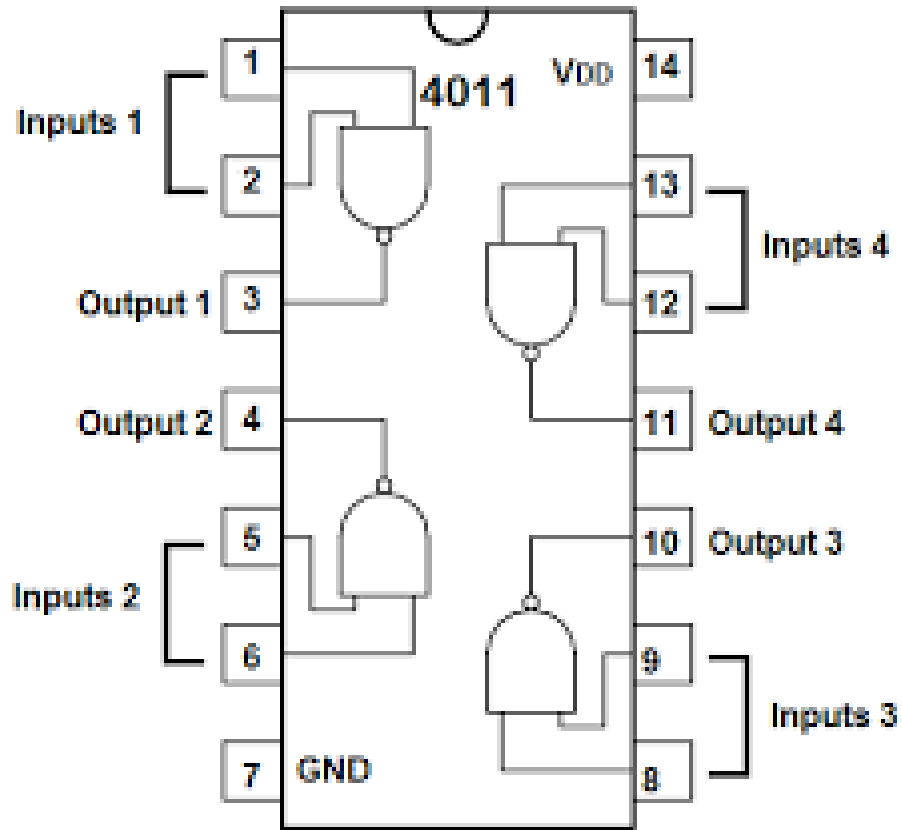 1
14
VDD
4011
Inputs 1
2
13
Inputs 4
Output 1
3
12
Output 2
4
11
Output 4
5
10
Output 3
Inputs 2
6
9
Inputs 3
7
GND
8